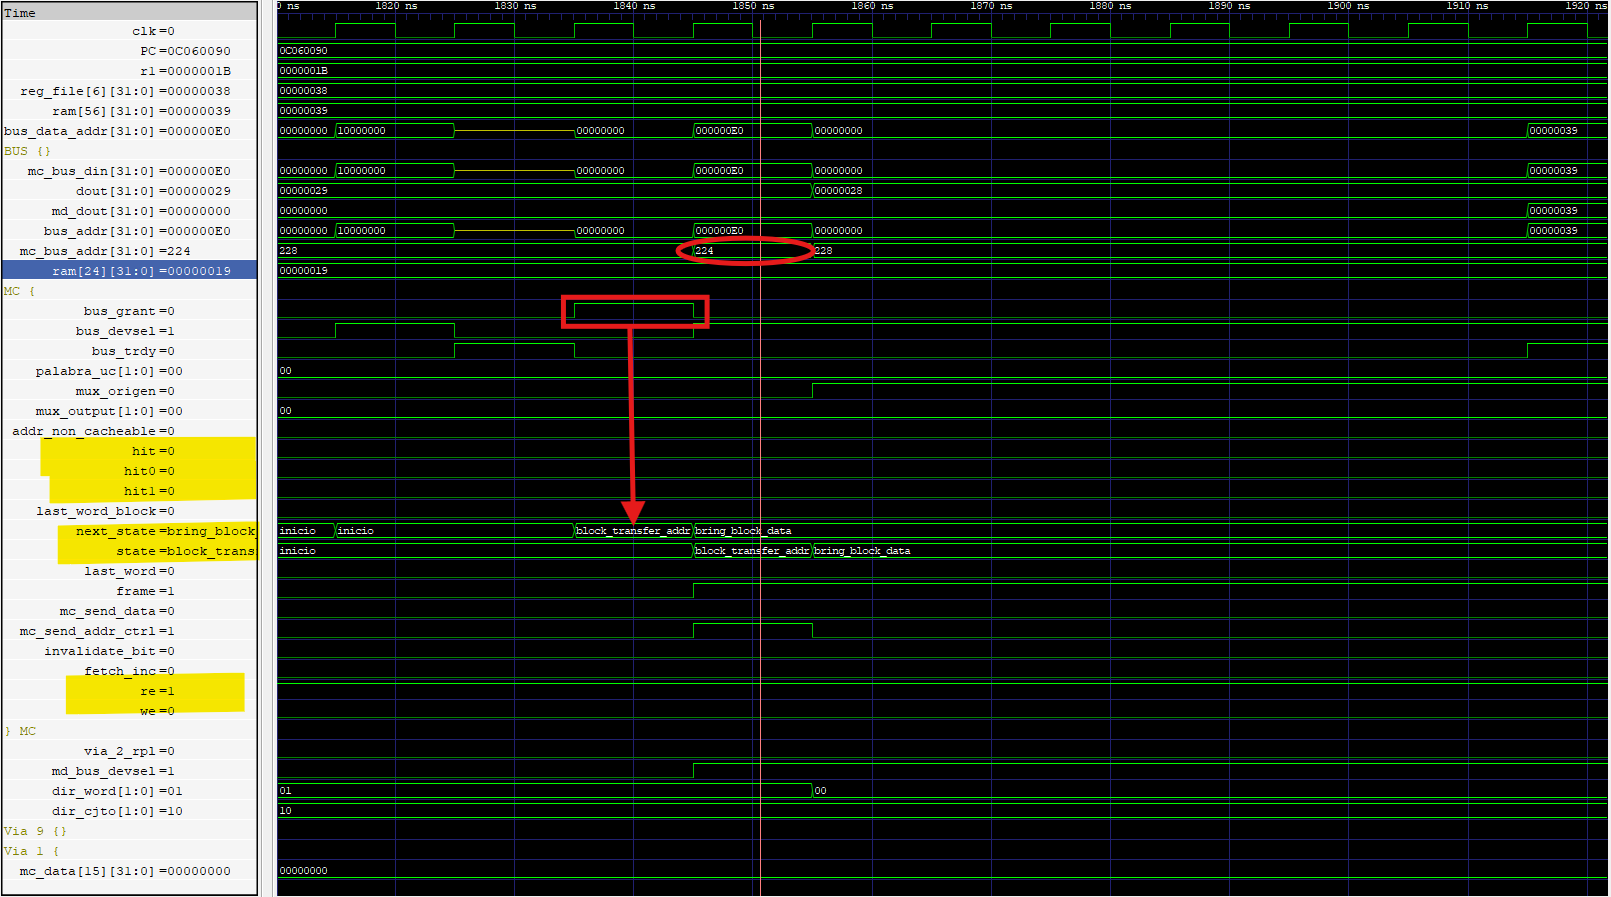 Time
0 ns 1820 ns 1830 ns 1840 ns 1850 ns 1860 ns 1870 ns 1880 ns 1890 ns 1900 ns 1910 ns 1920 ns
clk =0
PC =0C060090 0C060090
r1 =0000001B 0000001B
reg_file[6][31:0] =00000038 00000038
ram[56][31:0] =00000039 00000039
bus_data_addr[31:0] =000000E0 00000000 10000000 00000000 000000E0 00000000 00000039
BUS {}
mc_bus_din[31:0] =000000E0 00000000 10000000 00000000 000000E0 00000000 00000039
dout[31:0] =00000029 00000029 00000028
md_dout[31:0] =00000000 00000000 00000039
bus_addr[31:0] =000000E0 00000000 10000000 00000000 000000E0 00000000 00000039
mc_bus_addr[31:0] =224 228 224 228
ram[24][31:0] =00000019 00000019
MC {
bus_grant =0
bus_devsel =1
bus_trdy =0
palabra_uc[1:0] =00 00
mux_origen =0
mux_output[1:0] =00 00
addr_non_cacheable =0
hit =0
hit0 =0
hit1 =0
last_word_block =0
next_state =bring_block_ inicio inicio block_transfer_addr bring_block_data
state =block_trans inicio block_transfer_addr bring_block_data
last_word =0
frame =1
mc_send_data =0
mc_send_addr_ctrl =1
invalidate_bit =0
fetch_inc =0
re =1
we =0
} MC
via_2_rpl =0
md_bus_devsel =1
dir_word[1:0] =01 01 00
dir_cjto[1:0] =10 10
Via 9 {}
Via 1 {
mc_data[15][31:0] =00000000 00000000